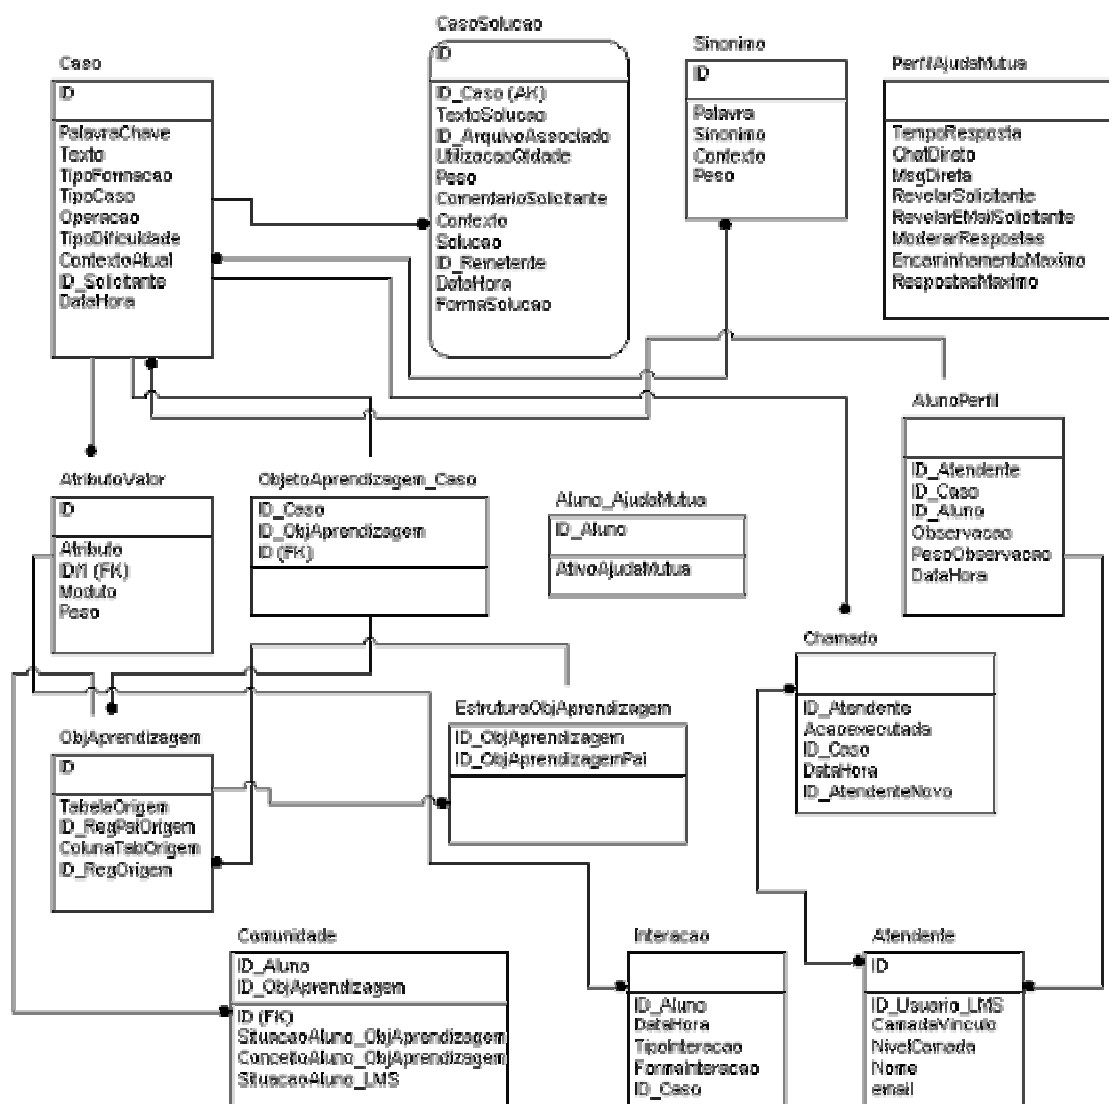 Caso
ID
PalavraChave
Texto
TipoFormacao
TipoCaso
Operacao
TipoDificuldade
ContextoAtual
ID_Solicitante
DataHora
CasoSolucao
ID
ID_Caso (AK)
TextoSolucao
ID_ArquivoAssociado
UtilizacaoQtdade
Peso
ComentarioSolicitante
Contexto
Solucao
ID_Remetente
DataHora
FormaSolucao
Sinonimo
ID
Palavra
Sinonimo
Contexto
Peso
PerfilAjudaMutua
TempoResposta
ChatDireto
MsgDireta
RevelarSolicitante
RevelarEMailSolicitante
ModerarRespostas
EncaminhamentoMaximo
RespostasMaximo
AlunoPerfil
ID_Atendente
ID_Caso
ID_Aluno
Observacao
PesoObservacao
DataHora
AtributoValor
ID
Atributo
(FK)
Modulo
Peso
ObjetoAprendizagem_Caso
ID_Caso
ID_ObjAprendizagem
ID (FK)
Aluno_AjudaMutua
ID_Aluno
AtivoAjudaMutua
Chamado
ID_Atendente
Acaoexecutada
ID_Caso
DataHora
ID_AtendenteNovo
ObjAprendizagem
ID
TabelaOrigem
ID_RegPaiOrigem
ColunaTabOrigem
ID_RegOrigem
EstruturaObjAprendizagem
ID_ObjAprendizagem
ID_ObjAprendizagemPai
Comunidade
ID_Aluno
ID_ObjAprendizagem
ID (FK)
SituacaoAluno_ObjAprendizagem
ConceitoAluno_ObjAprendizagem
SituacaoAluno_LMS
Interacao
ID_Aluno
DataHora
TipoInteracao
FormaInteracao
ID_Caso
Atendente
ID
ID_Usuario_LMS
CamadaVinculo
NivelCamada
Nome
email